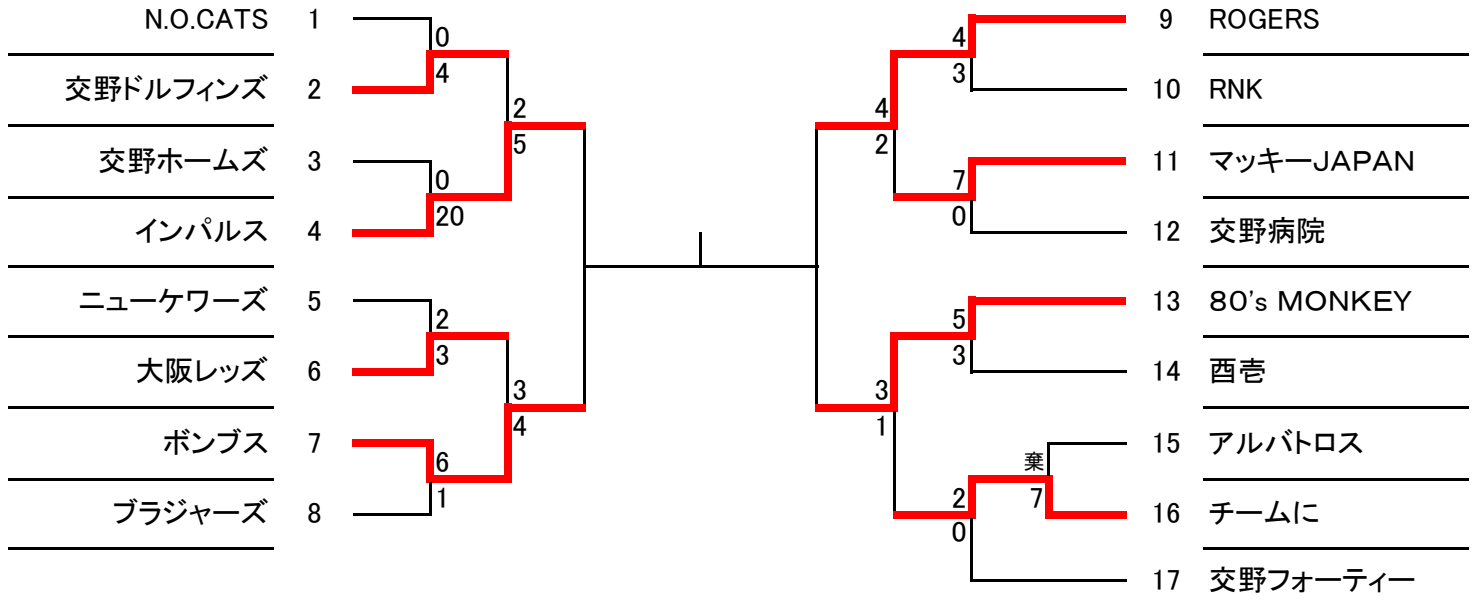 N.O.CATS 1
0
4
交野ドルフィンズ 2
2
5
交野ホームズ 3
0
20
インパルス 4
ニューケワーズ 5
2
3
大阪レッズ 6
3
4
ボンブス 7
6
1
ブラジャーズ 8
9 ROGERS
4
3
10 RNK
4
2
11 マッキーJAPAN
7
0
12 交野病院
13 80's MONKEY
5
3
14 酉壱
3
1
15 アルバトロス
棄
7
16 チームに
2
0
17 交野フォーティー